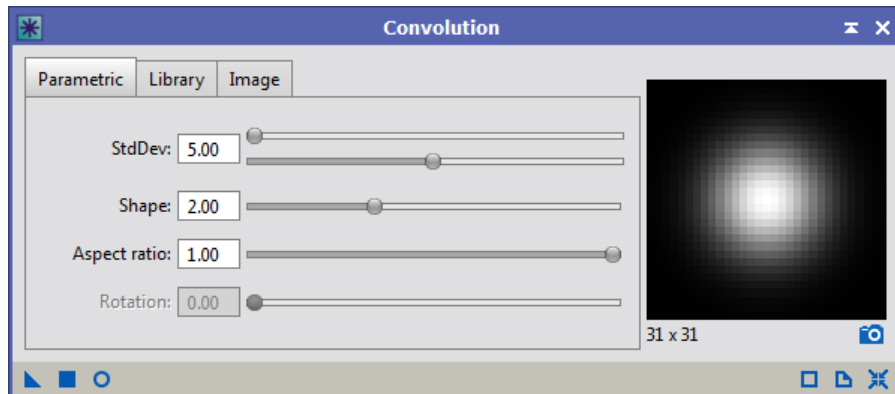 Convolution
Parametric Library Image
StdDev: 5.00
Shape: 2.00
Aspect ratio: 1.00
Rotation: 0.00
31 x 31